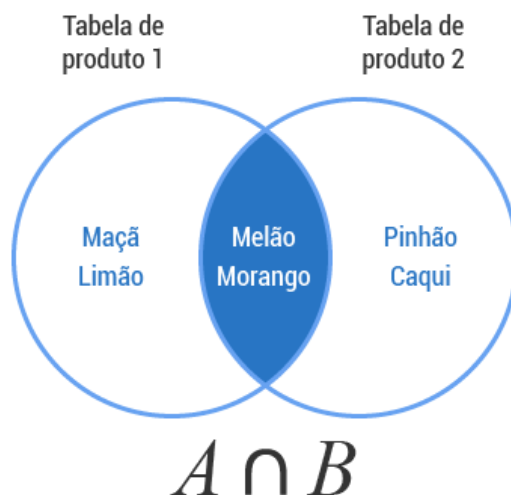 Tabela de
produto 1
Tabela de
produto 2
Maçã
Limão
Melão
Morango
Pinhão
Caqui
A ∩ B